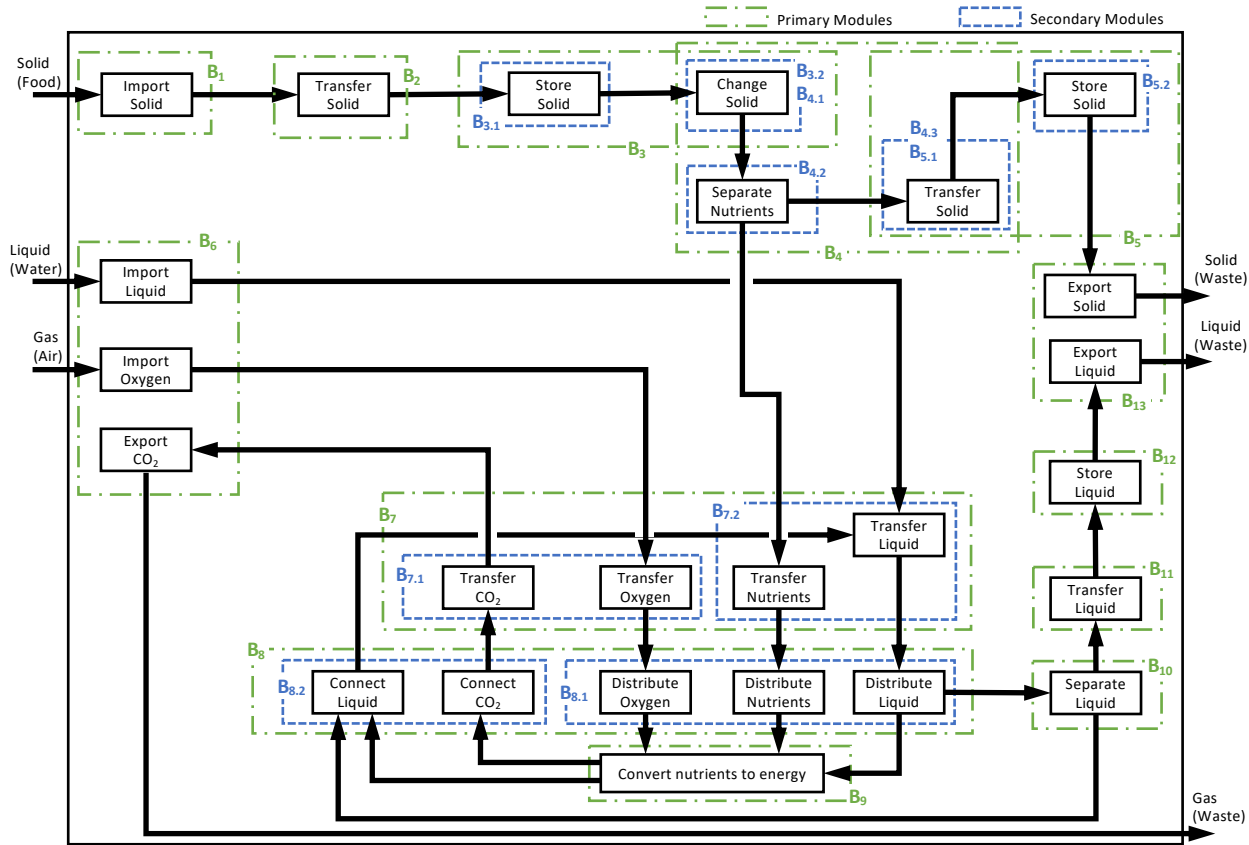 Primary Modules
Secondary Modules
Solid
(Food)
Import
Solid
B1
Transfer
Solid
B2
Store
Solid
B3.1
B3
Change
Solid
B3.2
B4.1
Separate
Nutrients
B4.2
B4
B4.3
B5.1
Transfer
Solid
Store
Solid
B5.2
B5
Liquid
(Water)
B6
Import
Liquid
Gas
(Air)
Import
Oxygen
Export
CO2
Export
Solid
Solid
(Waste)
Export
Liquid
Liquid
(Waste)
B13
B12
Store
Liquid
B11
Transfer
Liquid
B7
B7.1
Transfer
CO2
Transfer
Oxygen
B7.2
Transfer
Liquid
Transfer
Nutrients
B8
B8.2
Connect
Liquid
Connect
CO2
B8.1
Distribute
Oxygen
Distribute
Nutrients
Distribute
Liquid
B10
Separate
Liquid
Convert nutrients to energy
B9
Gas
(Waste)